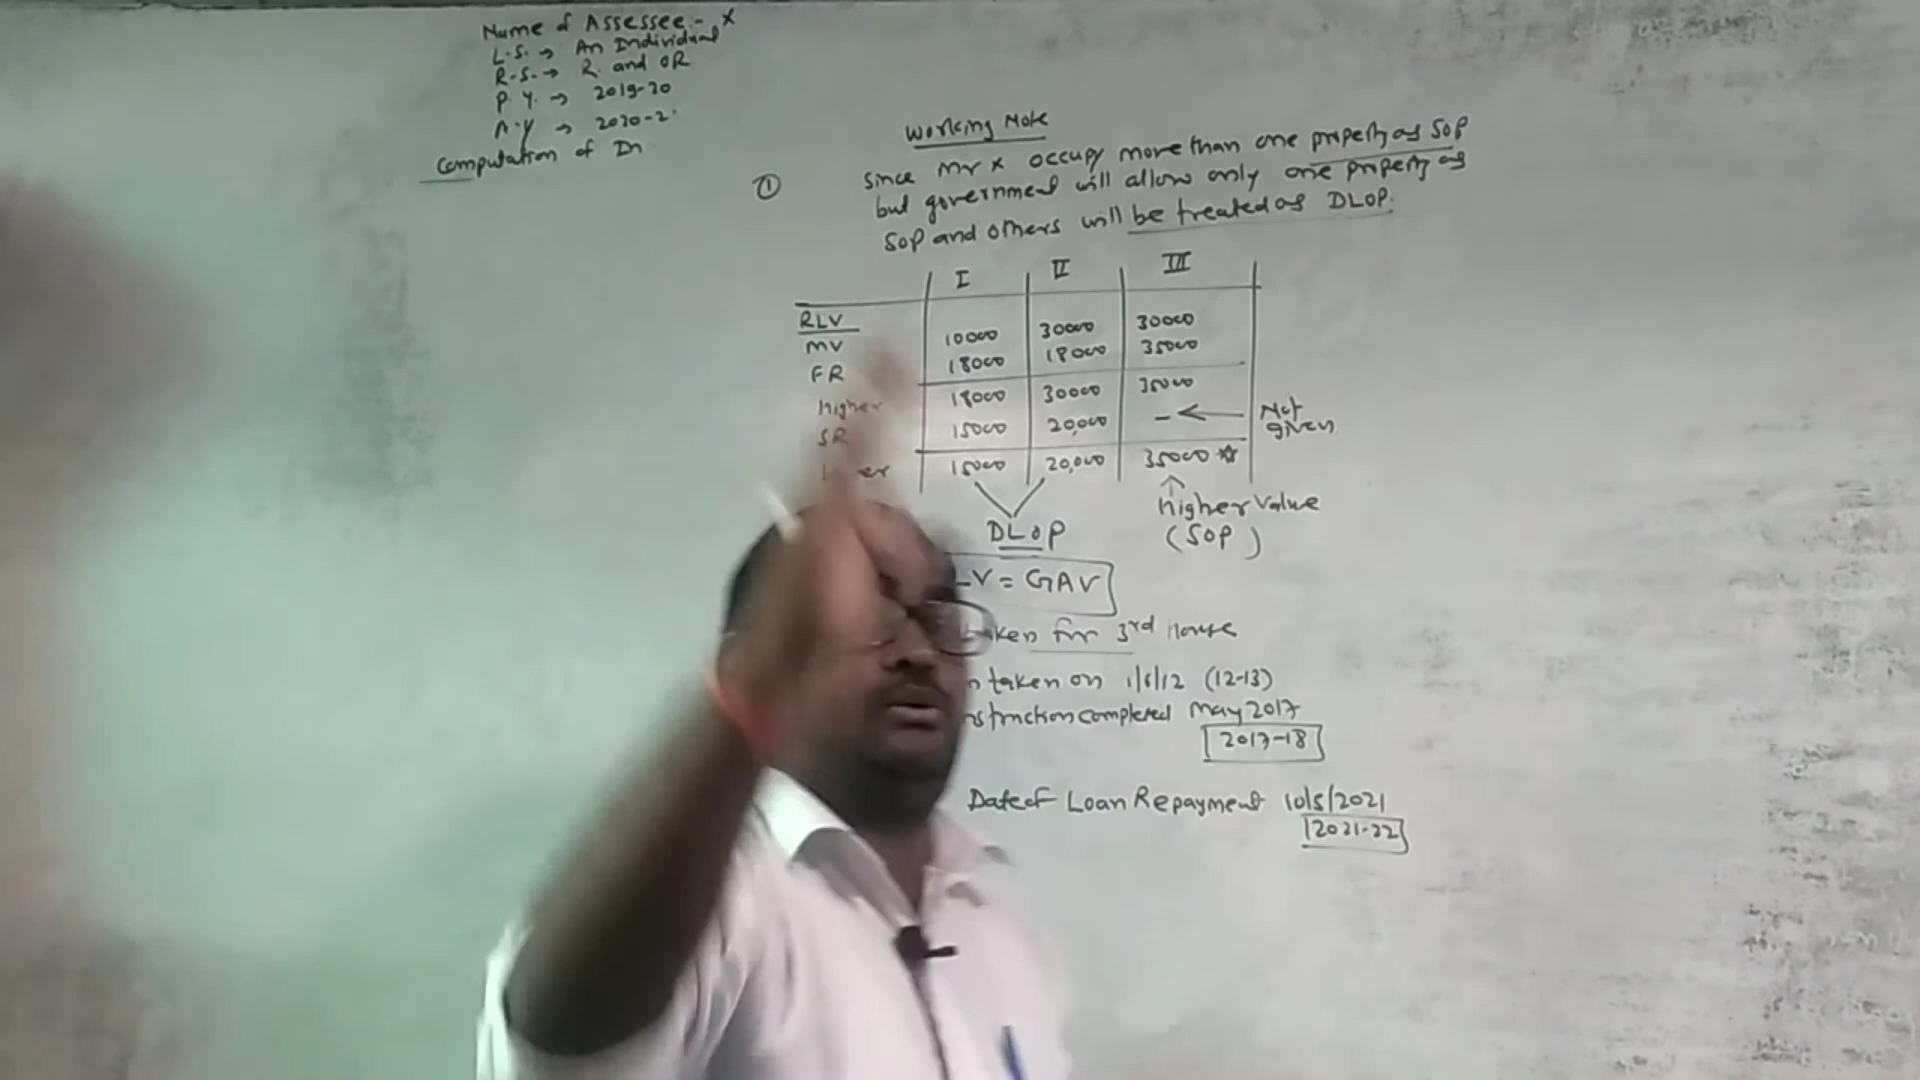 Name of Assessee - X
L.S. → An Individual
R.S. → R. and OR
P.Y. → 2019-20
A.Y → 2020-2
Computation of In
Working Note
① Since Mr X occupy more than one property as SOP
but government will allow only one property as
SOP and others will be treated as DLOP.
I II III
RLV
MV 10000 30000 30000
FR 18000 18000 35000
higher 18000 30000 35000
SR 15000 20,000 - ← Not given
er 15000 20,000 35000 ☆
DLOP
higher value
(SOP)
LV = GAV
ken for 3rd House
n taken on 1/6/12 (12-13)
nstruction completed May 2017
2017-18
Date of Loan Repayment 10/5/2021
2021-22